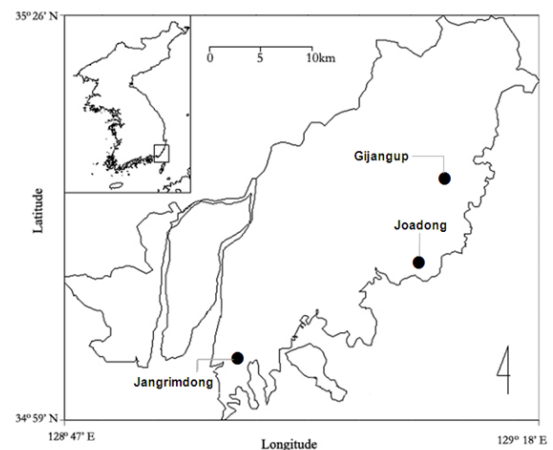 35° 26' N
0 5 10km
Gijangup
Joadong
Latitude
Jangrimdong
34° 59' N
128° 47' E
Longitude
129° 18' E